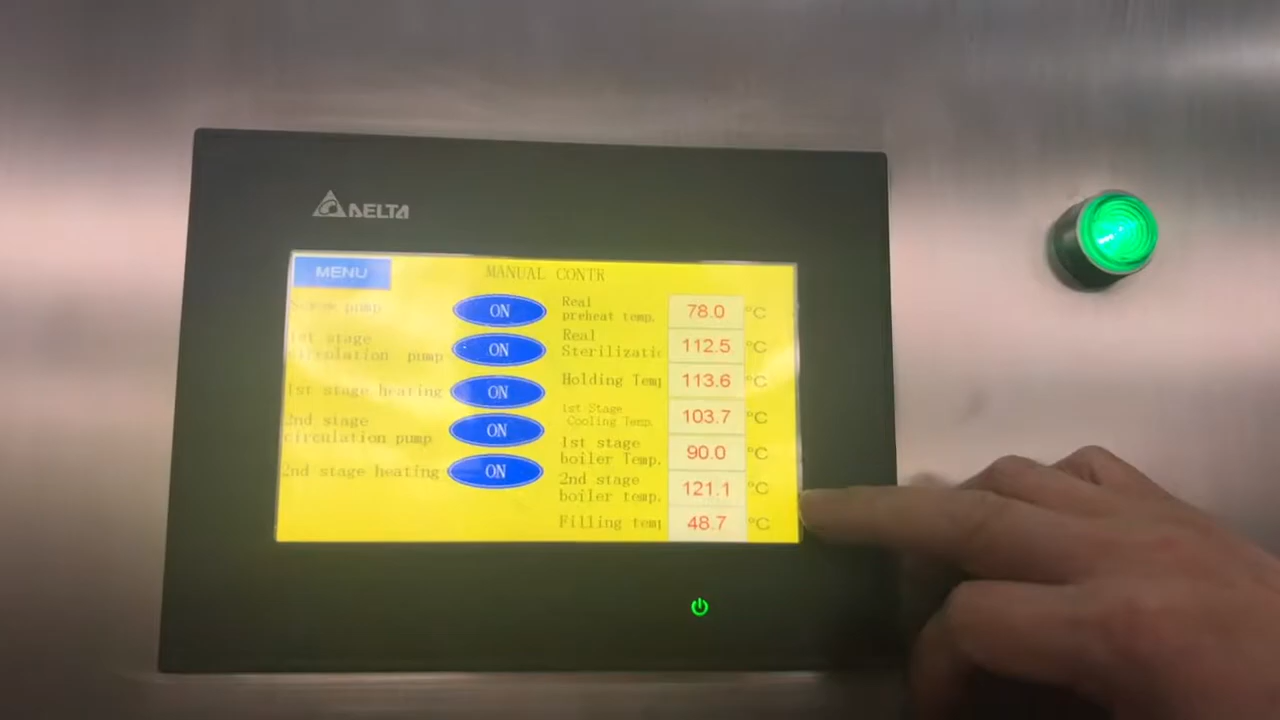 DELTA
MENU
MANUAL CONTR
Screw pump
ON
Real
preheat temp.
78.0
°C
1st stage
circulation pump
ON
Real
Sterilizatic
112.5
°C
1st stage heating
ON
Holding Tem
113.6
°C
2nd stage
circulation pump
ON
1st Stage
Cooling Temp.
103.7
°C
1st stage
boiler Temp.
90.0
°C
2nd stage heating
ON
2nd stage
boiler temp.
121.1
°C
Filling tem
48.7
°C